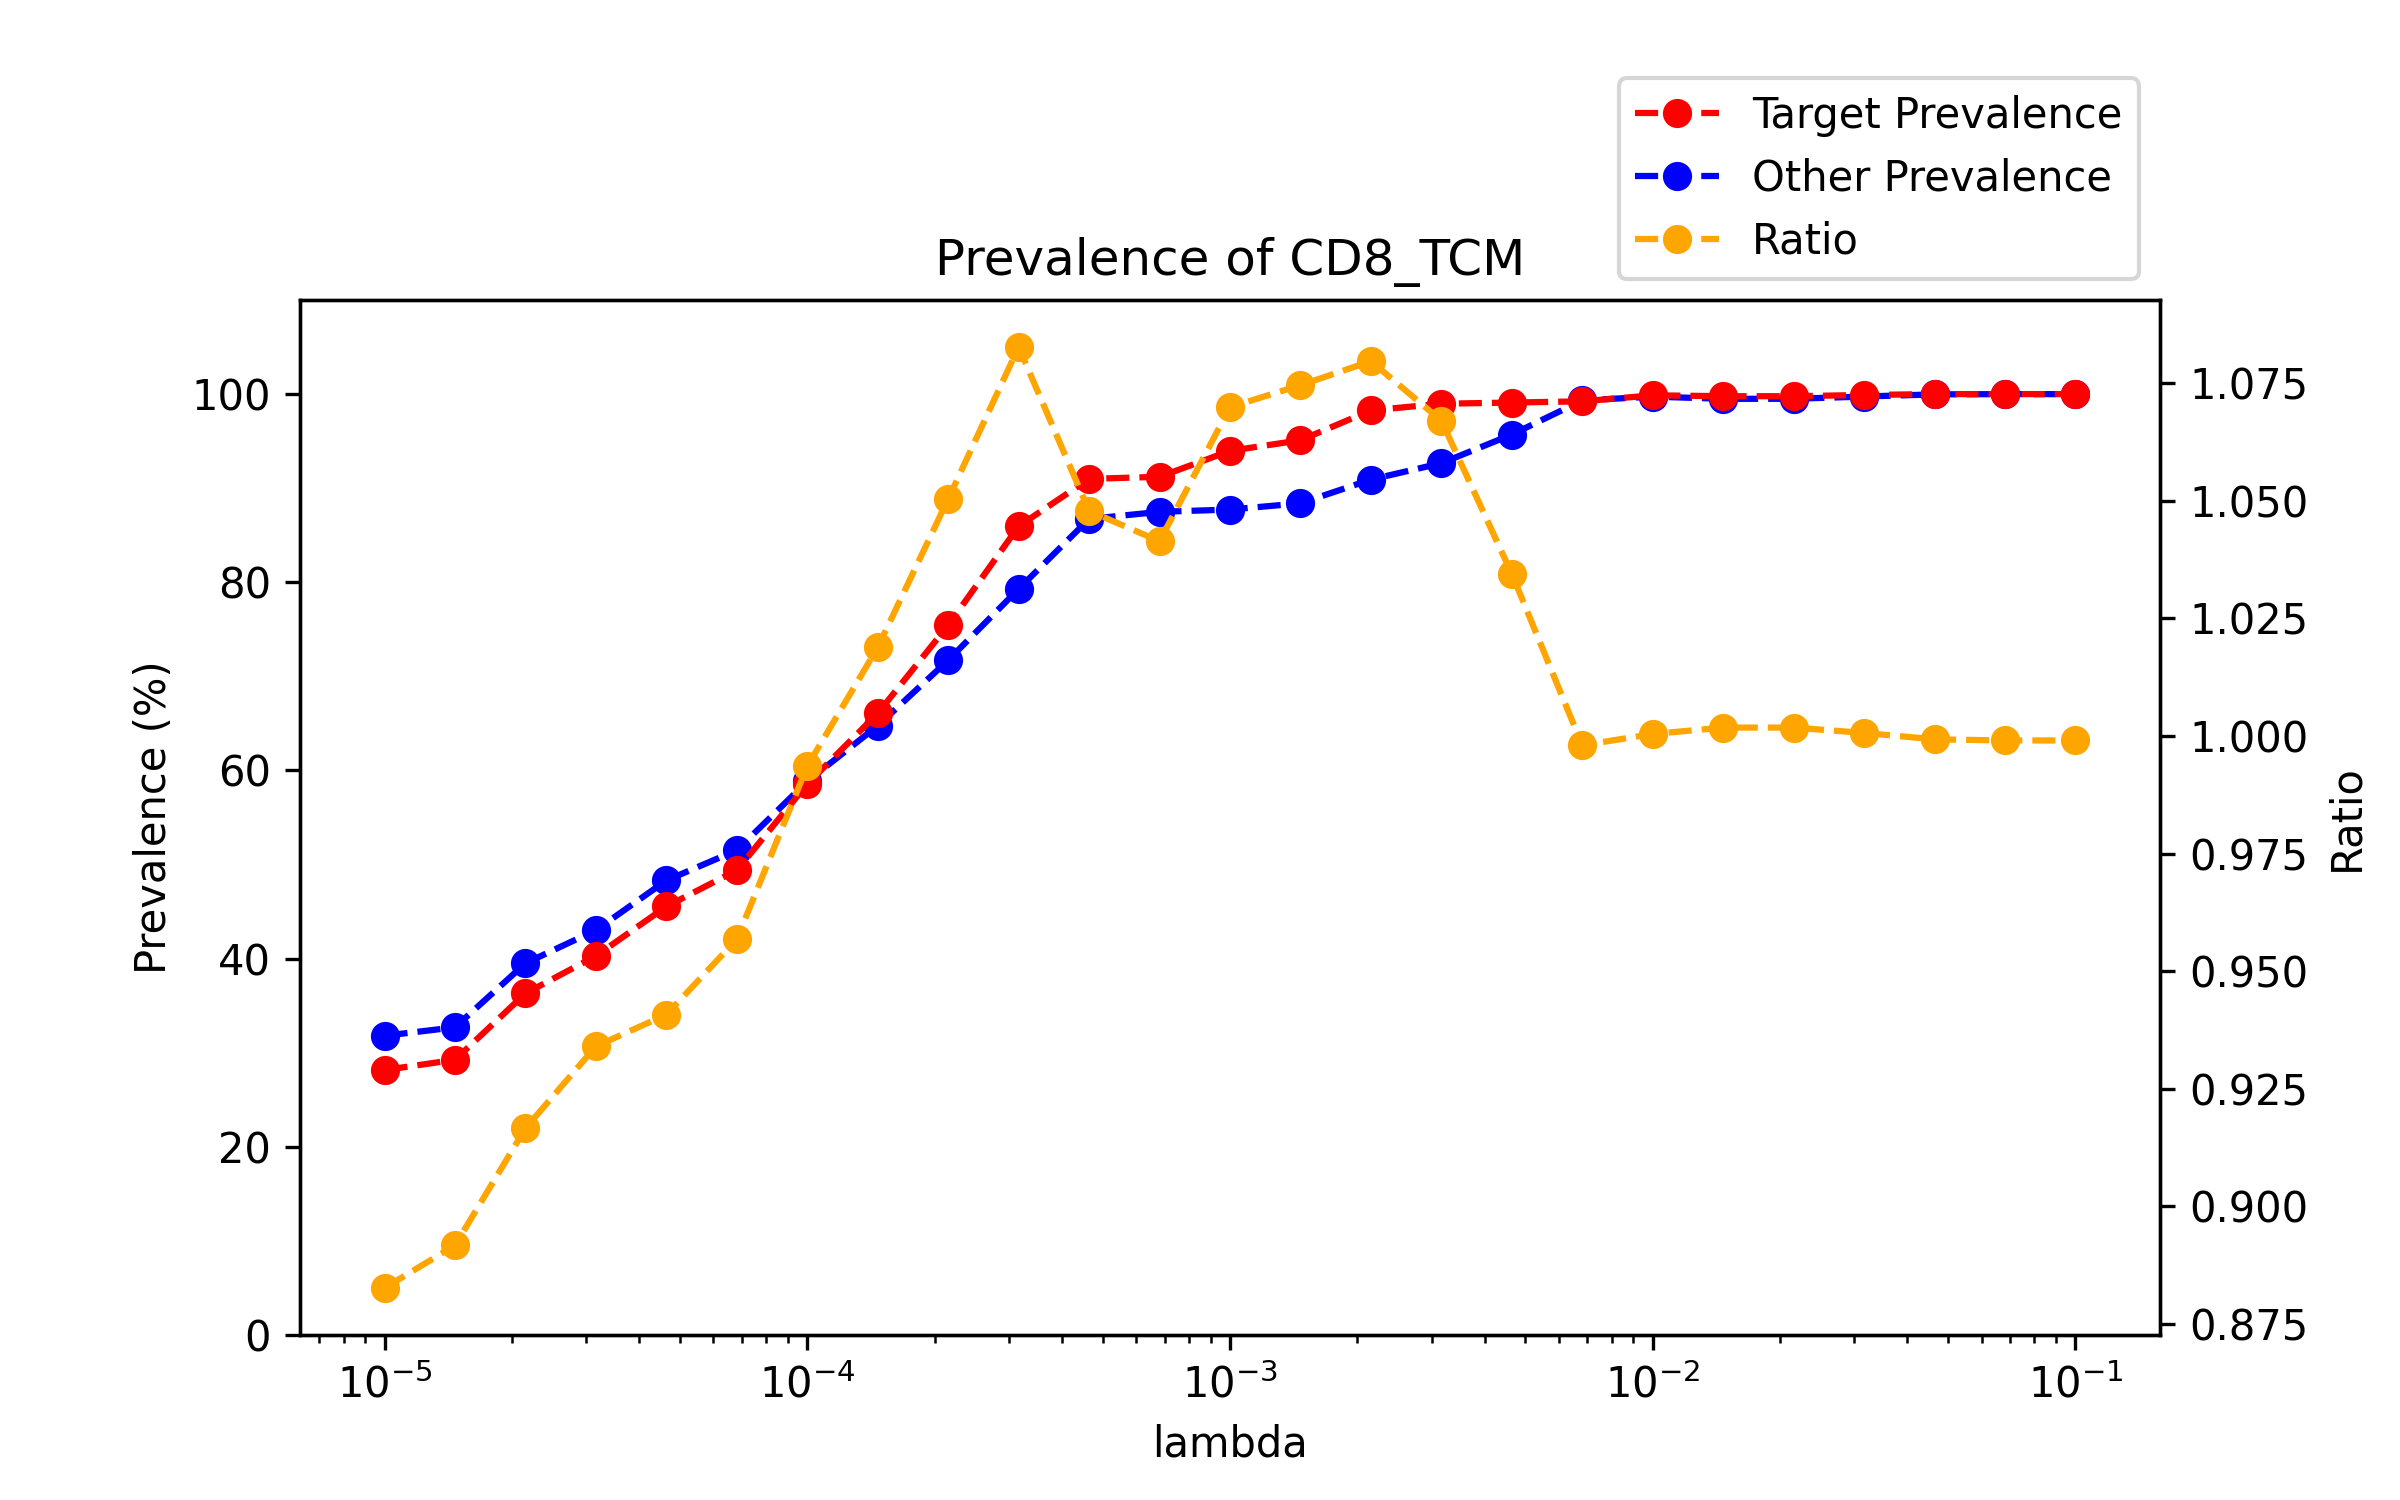 Target Prevalence
Other Prevalence
Ratio
Prevalence of CD8_TCM
Prevalence (%)
100
80
60
40
20
0
1.075
1.050
1.025
1.000
0.975
0.950
0.925
0.900
0.875
Ratio
10⁻⁵ 10⁻⁴ 10⁻³ 10⁻² 10⁻¹
lambda